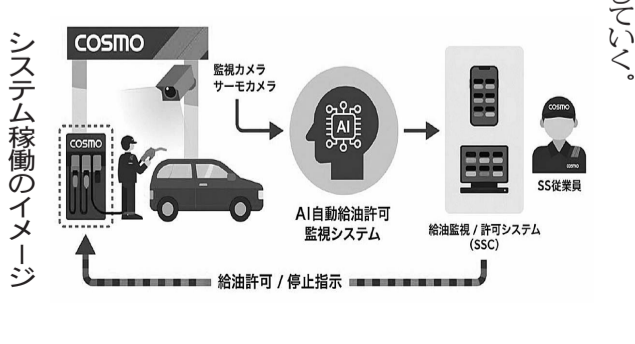 っていく。
システム稼働のイメージ
COSMO
監視カメラ
サーモカメラ
COSMO
AI
AI自動給油許可
監視システム
給油監視 / 許可システム
(SSC)
COSMO
COSMO
SS従業員
給油許可 / 停止指示